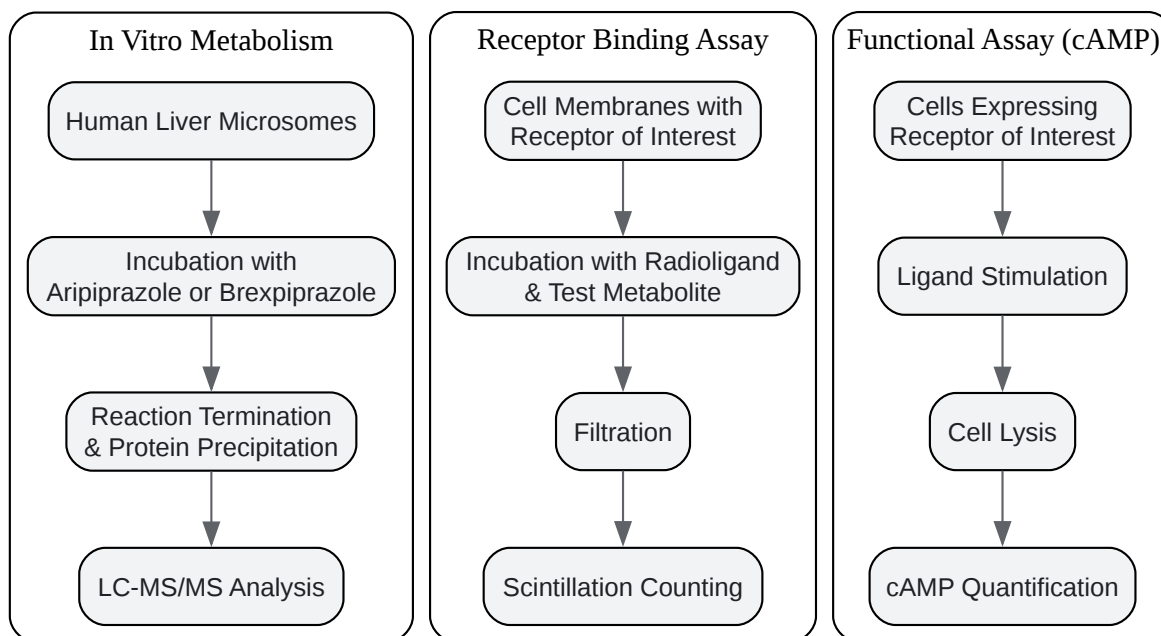 In Vitro Metabolism
Human Liver Microsomes
Incubation with
Aripiprazole or Brexpiprazole
Reaction Termination
& Protein Precipitation
LC-MS/MS Analysis
Receptor Binding Assay
Cell Membranes with
Receptor of Interest
Incubation with Radioligand
& Test Metabolite
Filtration
Scintillation Counting
Functional Assay (cAMP)
Cells Expressing
Receptor of Interest
Ligand Stimulation
Cell Lysis
cAMP Quantification